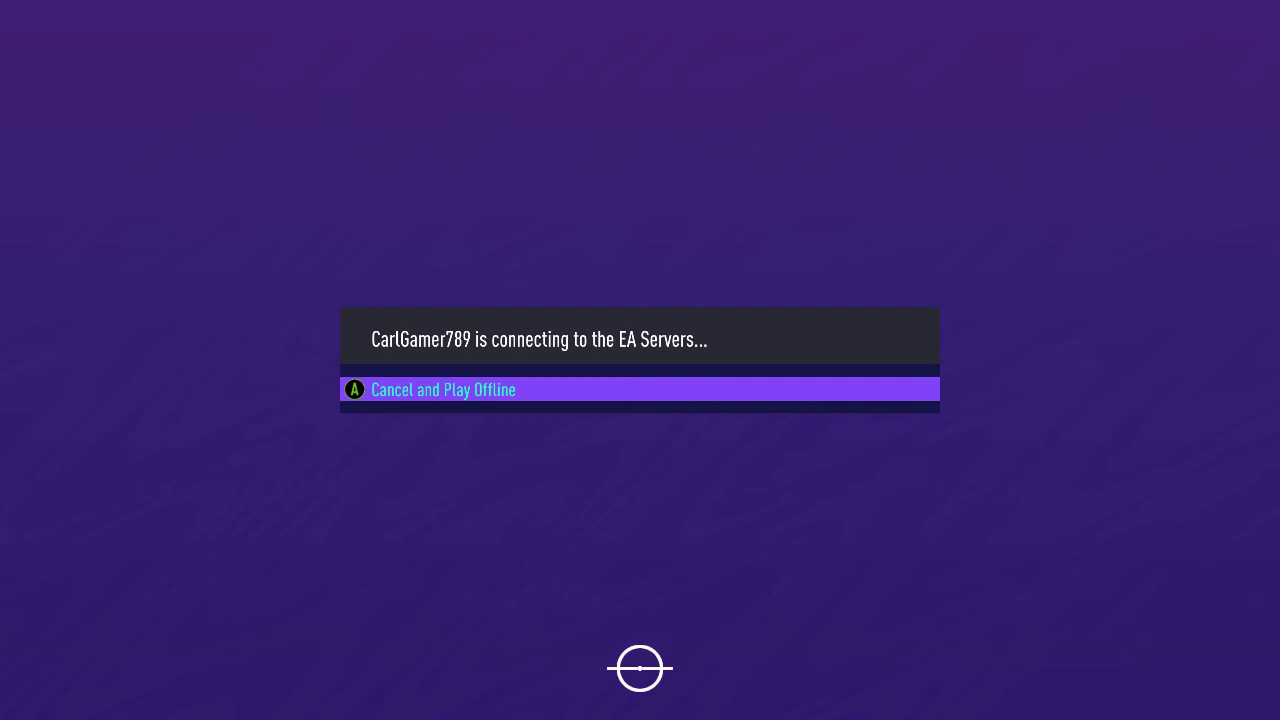 CarlGamer789 is connecting to the EA Servers...
A Cancel and Play Offline